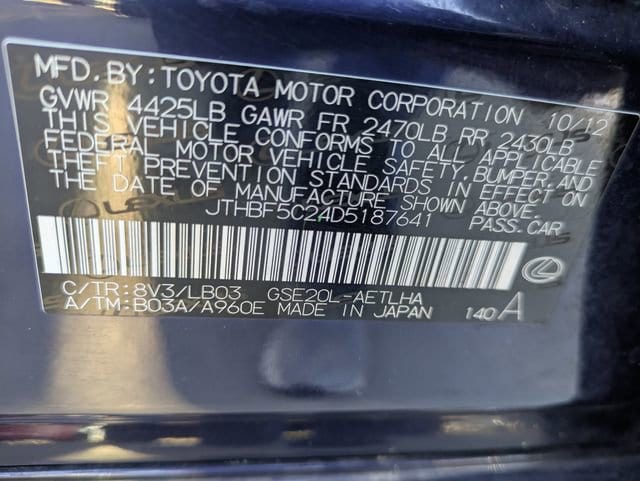 MFD. BY: TOYOTA MOTOR CORPORATION 10/12
GVWR 4425LB GAWR FR 2470LB RR 2430LB
THIS VEHICLE CONFORMS TO ALL APPLICABLE
FEDERAL MOTOR VEHICLE SAFETY, BUMPER, AND
THEFT PREVENTION STANDARDS IN EFFECT ON
THE DATE OF MANUFACTURE SHOWN ABOVE.
JTHBF5C24D5187641 PASS. CAR
C/TR: 8V3/LB03 GSE20L-AETLHA
A/TM: B03A/A960E MADE IN JAPAN 140 A